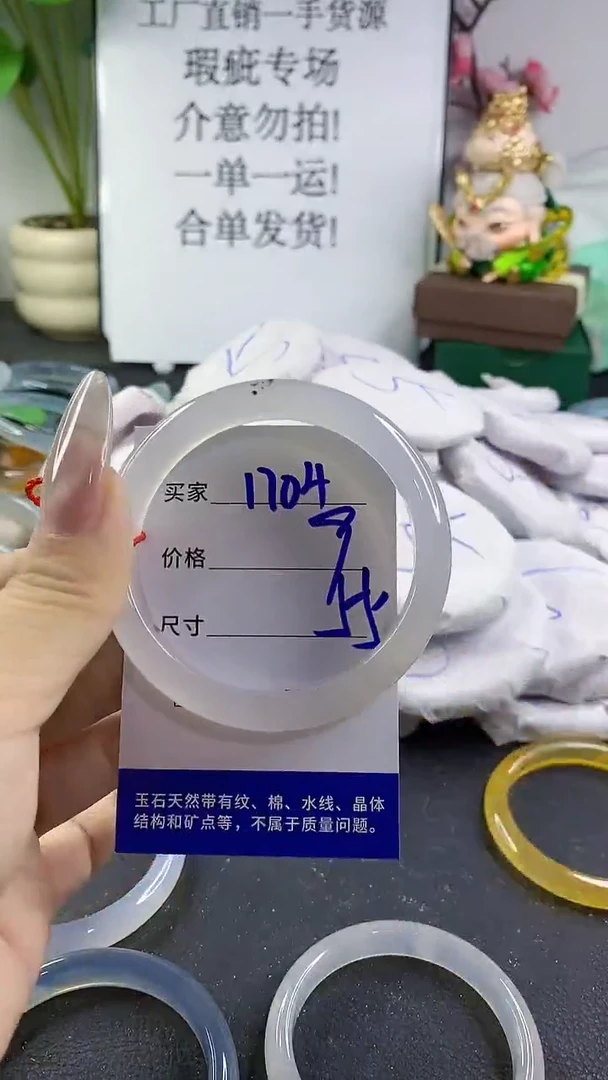 工厂直销一手货源
瑕疵专场
介意勿拍!
一单一运!
合单发货!
买家 1704
价格
尺寸
玉石天然带有纹、棉、水线、晶体
结构和矿点等，不属于质量问题。